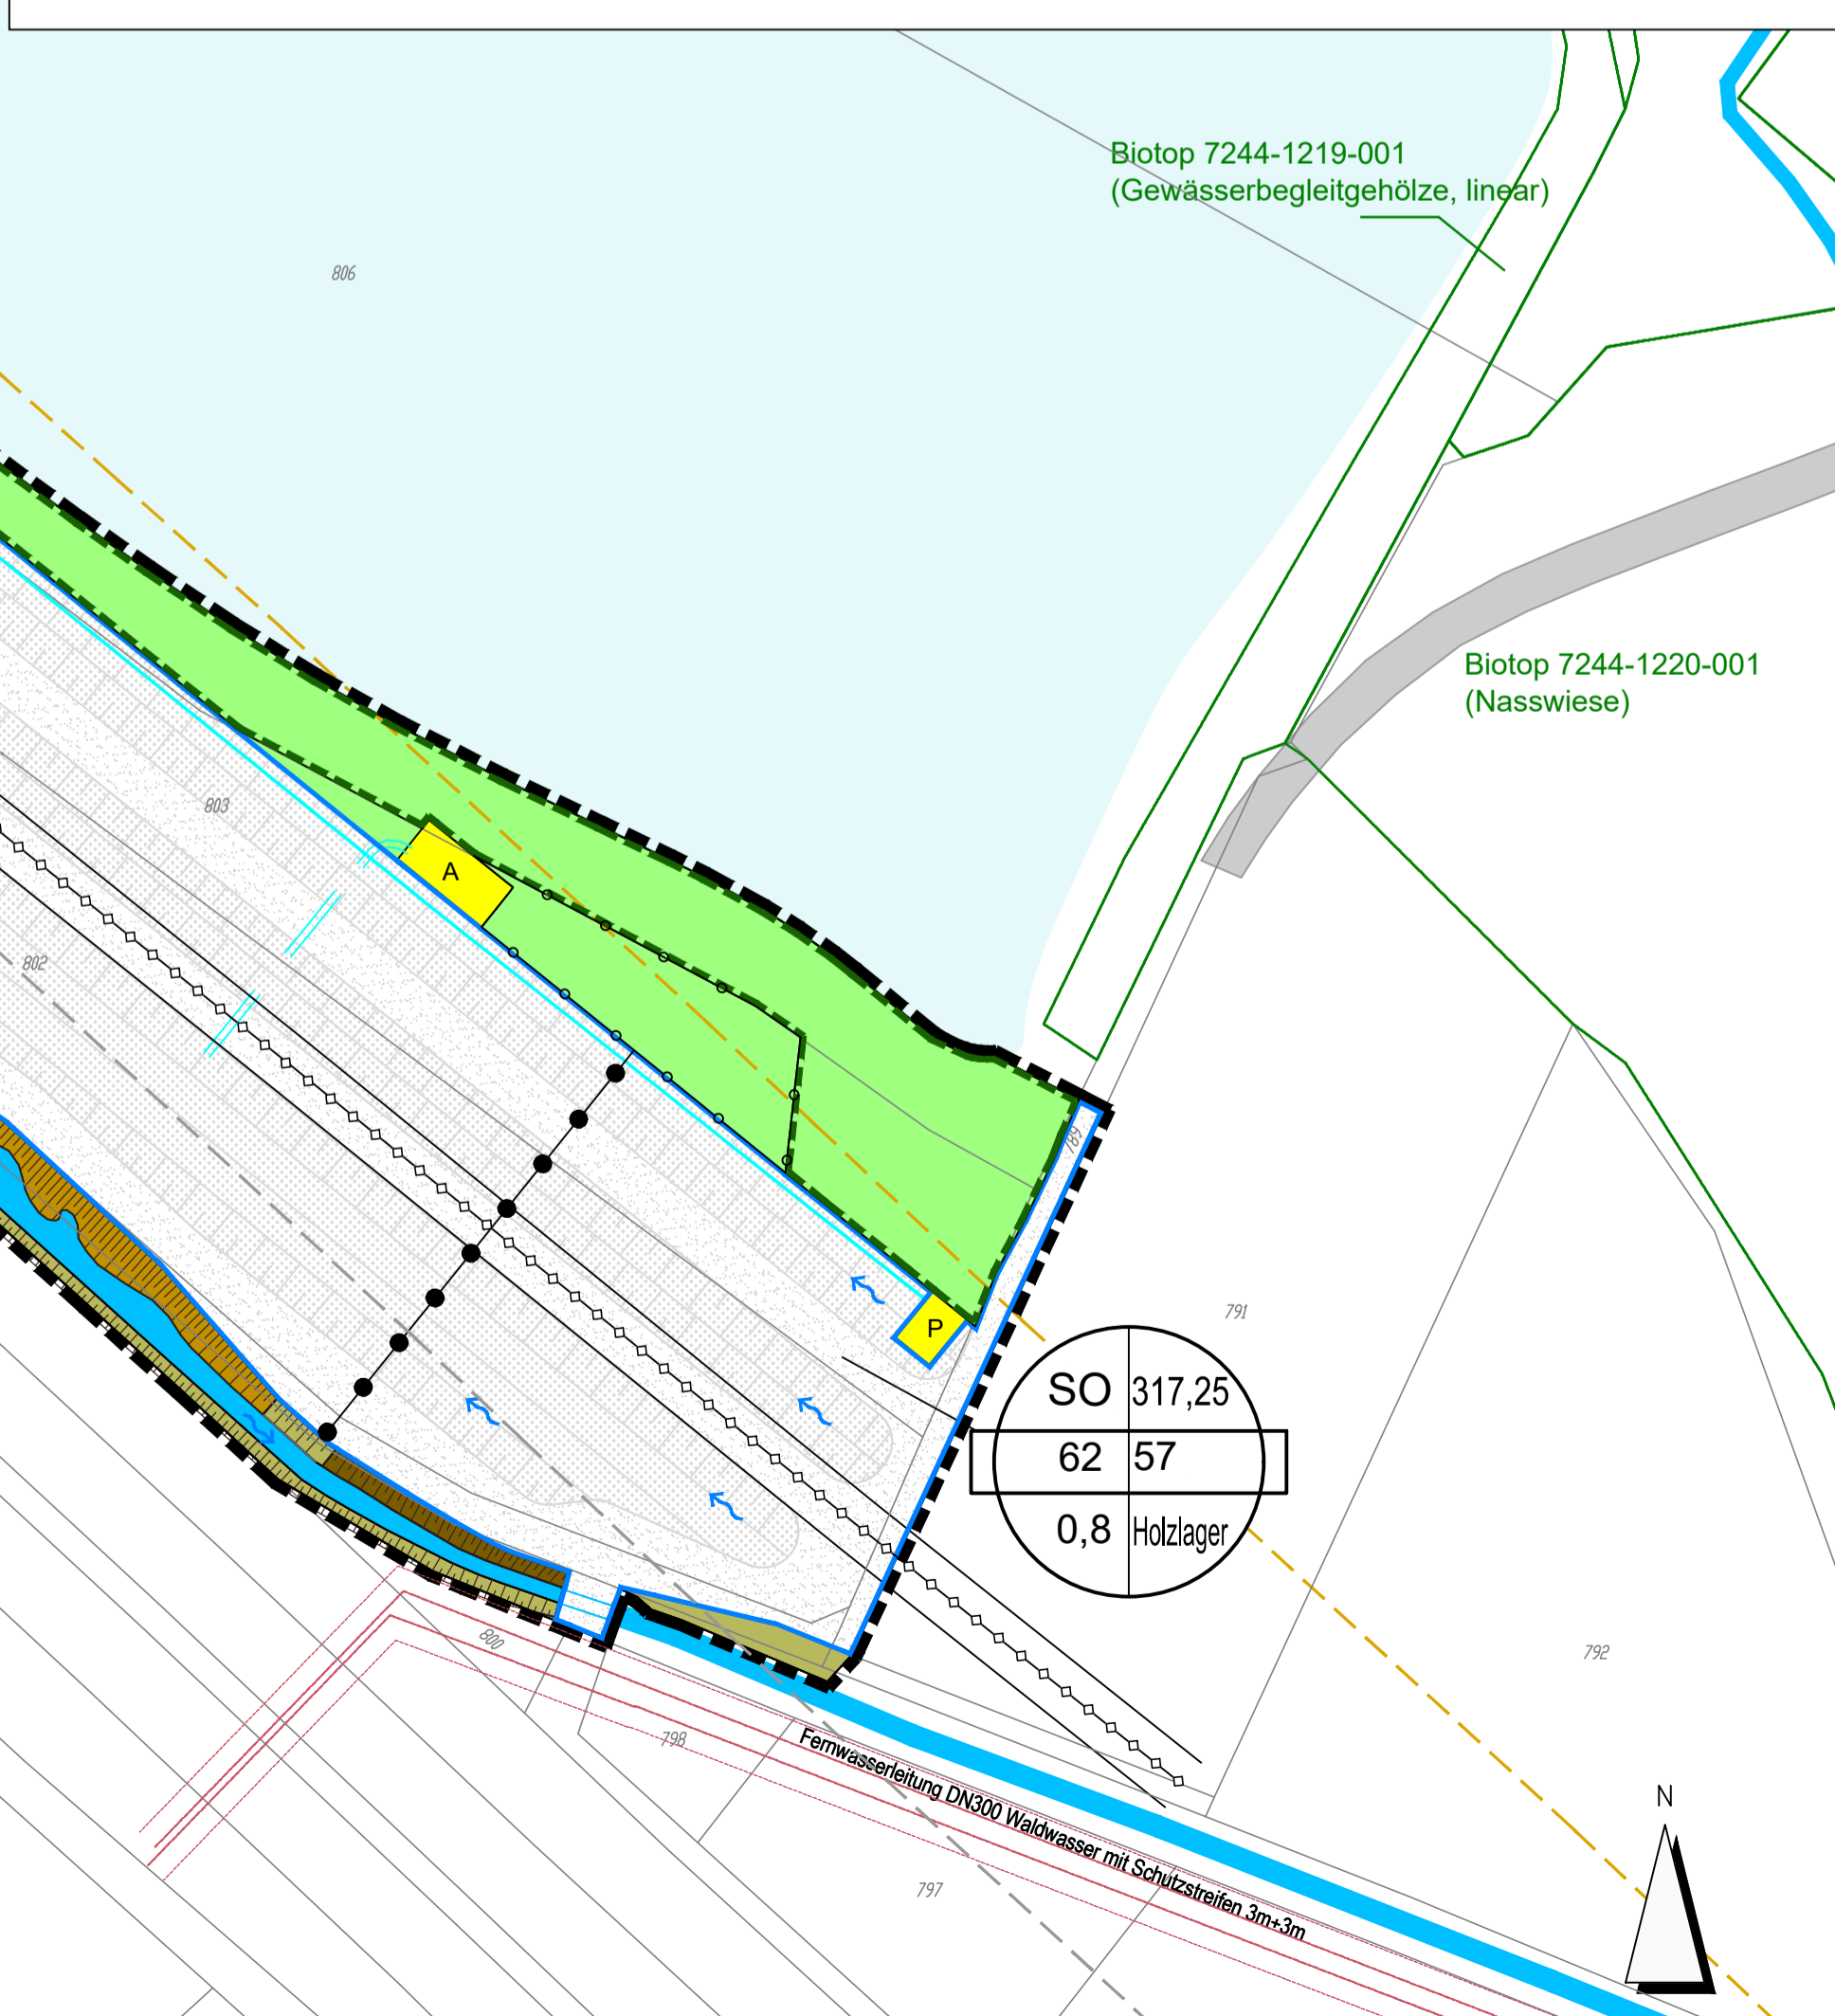 Biotop 7244-1219-001
(Gewässerbegleitgehölze, linear)
806
Biotop 7244-1220-001
(Nasswiese)
803
A
802
789
P
791
SO 317,25
62 57
0,8 Holzlager
800
792
798
Fernwasserleitung DN300 Waldwasser mit Schutzstreifen 3m+3m
N
797